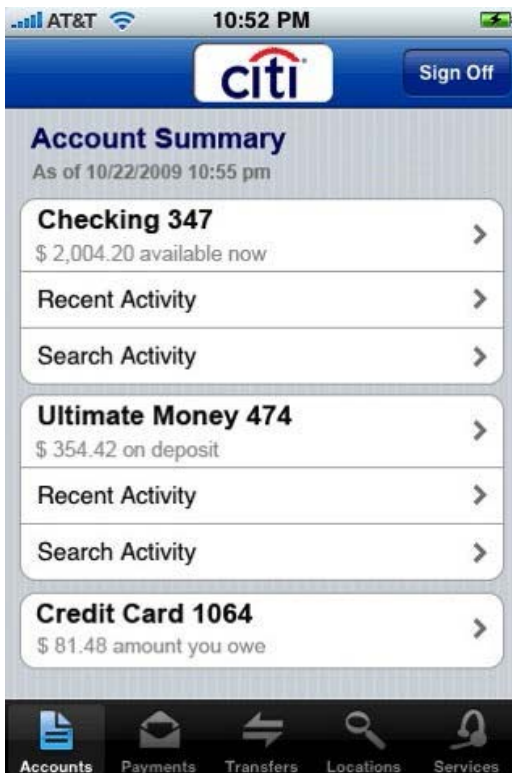 AT&T 10:52 PM
citi Sign Off
Account Summary
As of 10/22/2009 10:55 pm
Checking 347
$ 2,004.20 available now
Recent Activity
Search Activity
Ultimate Money 474
$ 354.42 on deposit
Recent Activity
Search Activity
Credit Card 1064
$ 81.48 amount you owe
Accounts Payments Transfers Locations Services